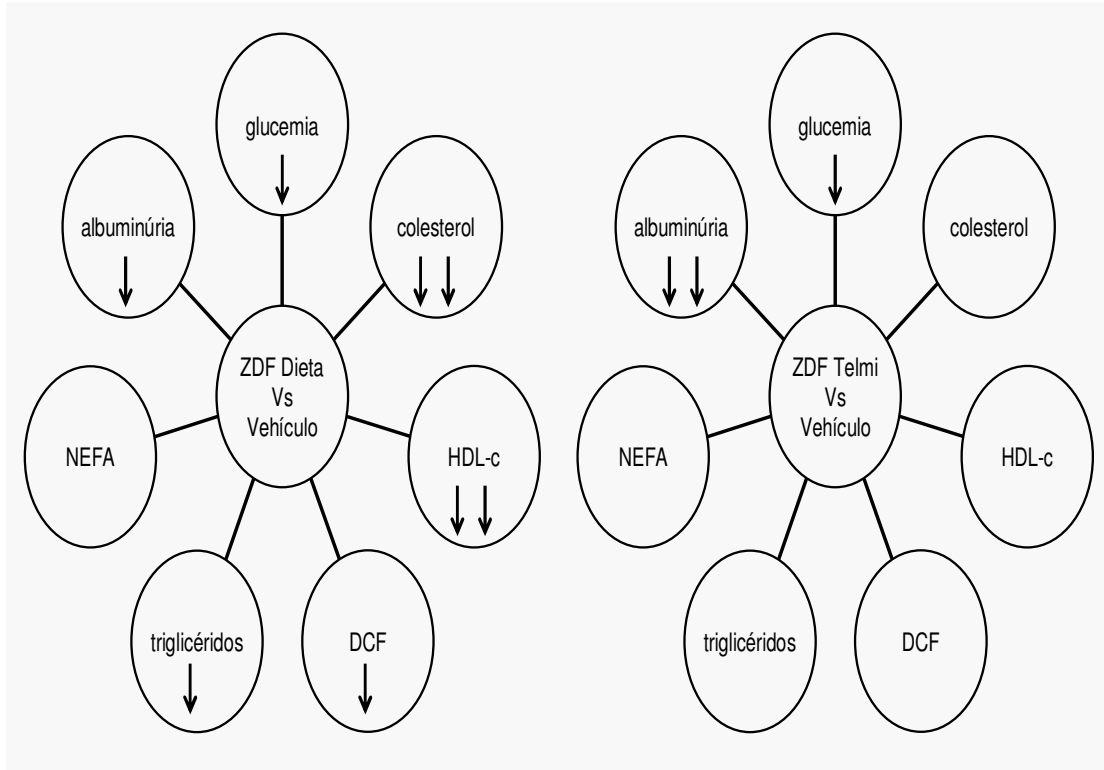 glucemia
albuminúria
colesterol
ZDF Dieta
Vs
Vehículo
NEFA
HDL-c
triglicéridos
DCF
glucemia
albuminúria
colesterol
ZDF Telmi
Vs
Vehículo
NEFA
HDL-c
triglicéridos
DCF